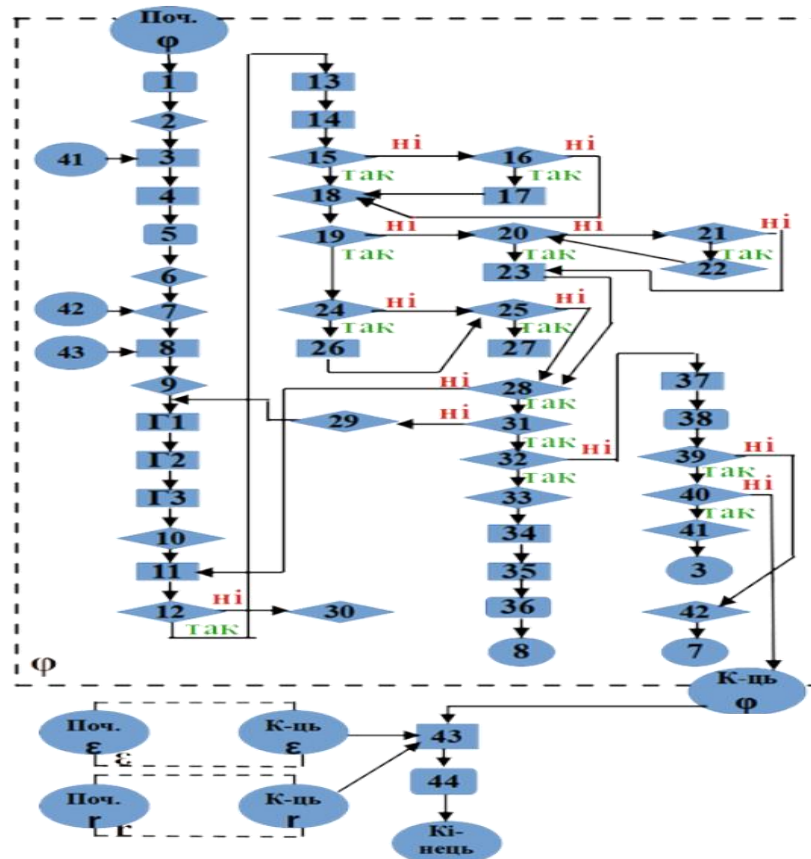 Поч.
φ
1
2
41
3
4
5
6
42
7
43
8
9
Г1
Г2
Г3
10
11
12
ні
так
30
13
14
15
ні
16
ні
так
так
18
17
19
ні
20
ні
21
ні
так
так
так
23
22
24
ні
25
ні
так
так
26
27
ні
28
так
29
ні
31
так
32
ні
так
33
34
35
36
8
37
38
39
ні
так
40
ні
так
41
3
42
7
φ
К-ць
φ
Поч.
ε
ε
К-ць
ε
43
44
Поч.
r
r
К-ць
r
Кі-
нець